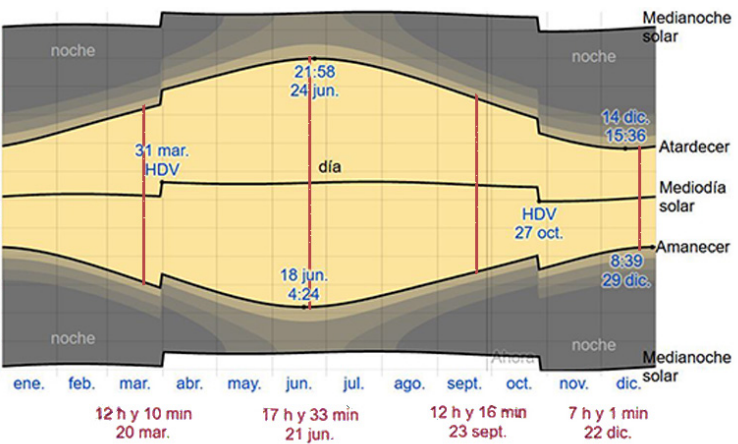 Medianoche
solar
noche
noche
21:58
24 jun.
14 dic.
15:36
Atardecer
31 mar.
HDV
día
Mediodía
solar
HDV
27 oct.
Amanecer
18 jun.
4:24
8:39
29 dic.
noche
noche
Ahora
Medianoche
solar
ene. feb. mar. abr. may. jun. jul. ago. sept. oct. nov. dic.
12 h y 10 min 17 h y 33 min 12 h y 16 min 7 h y 1 min
20 mar. 21 jun. 23 sept. 22 dic.